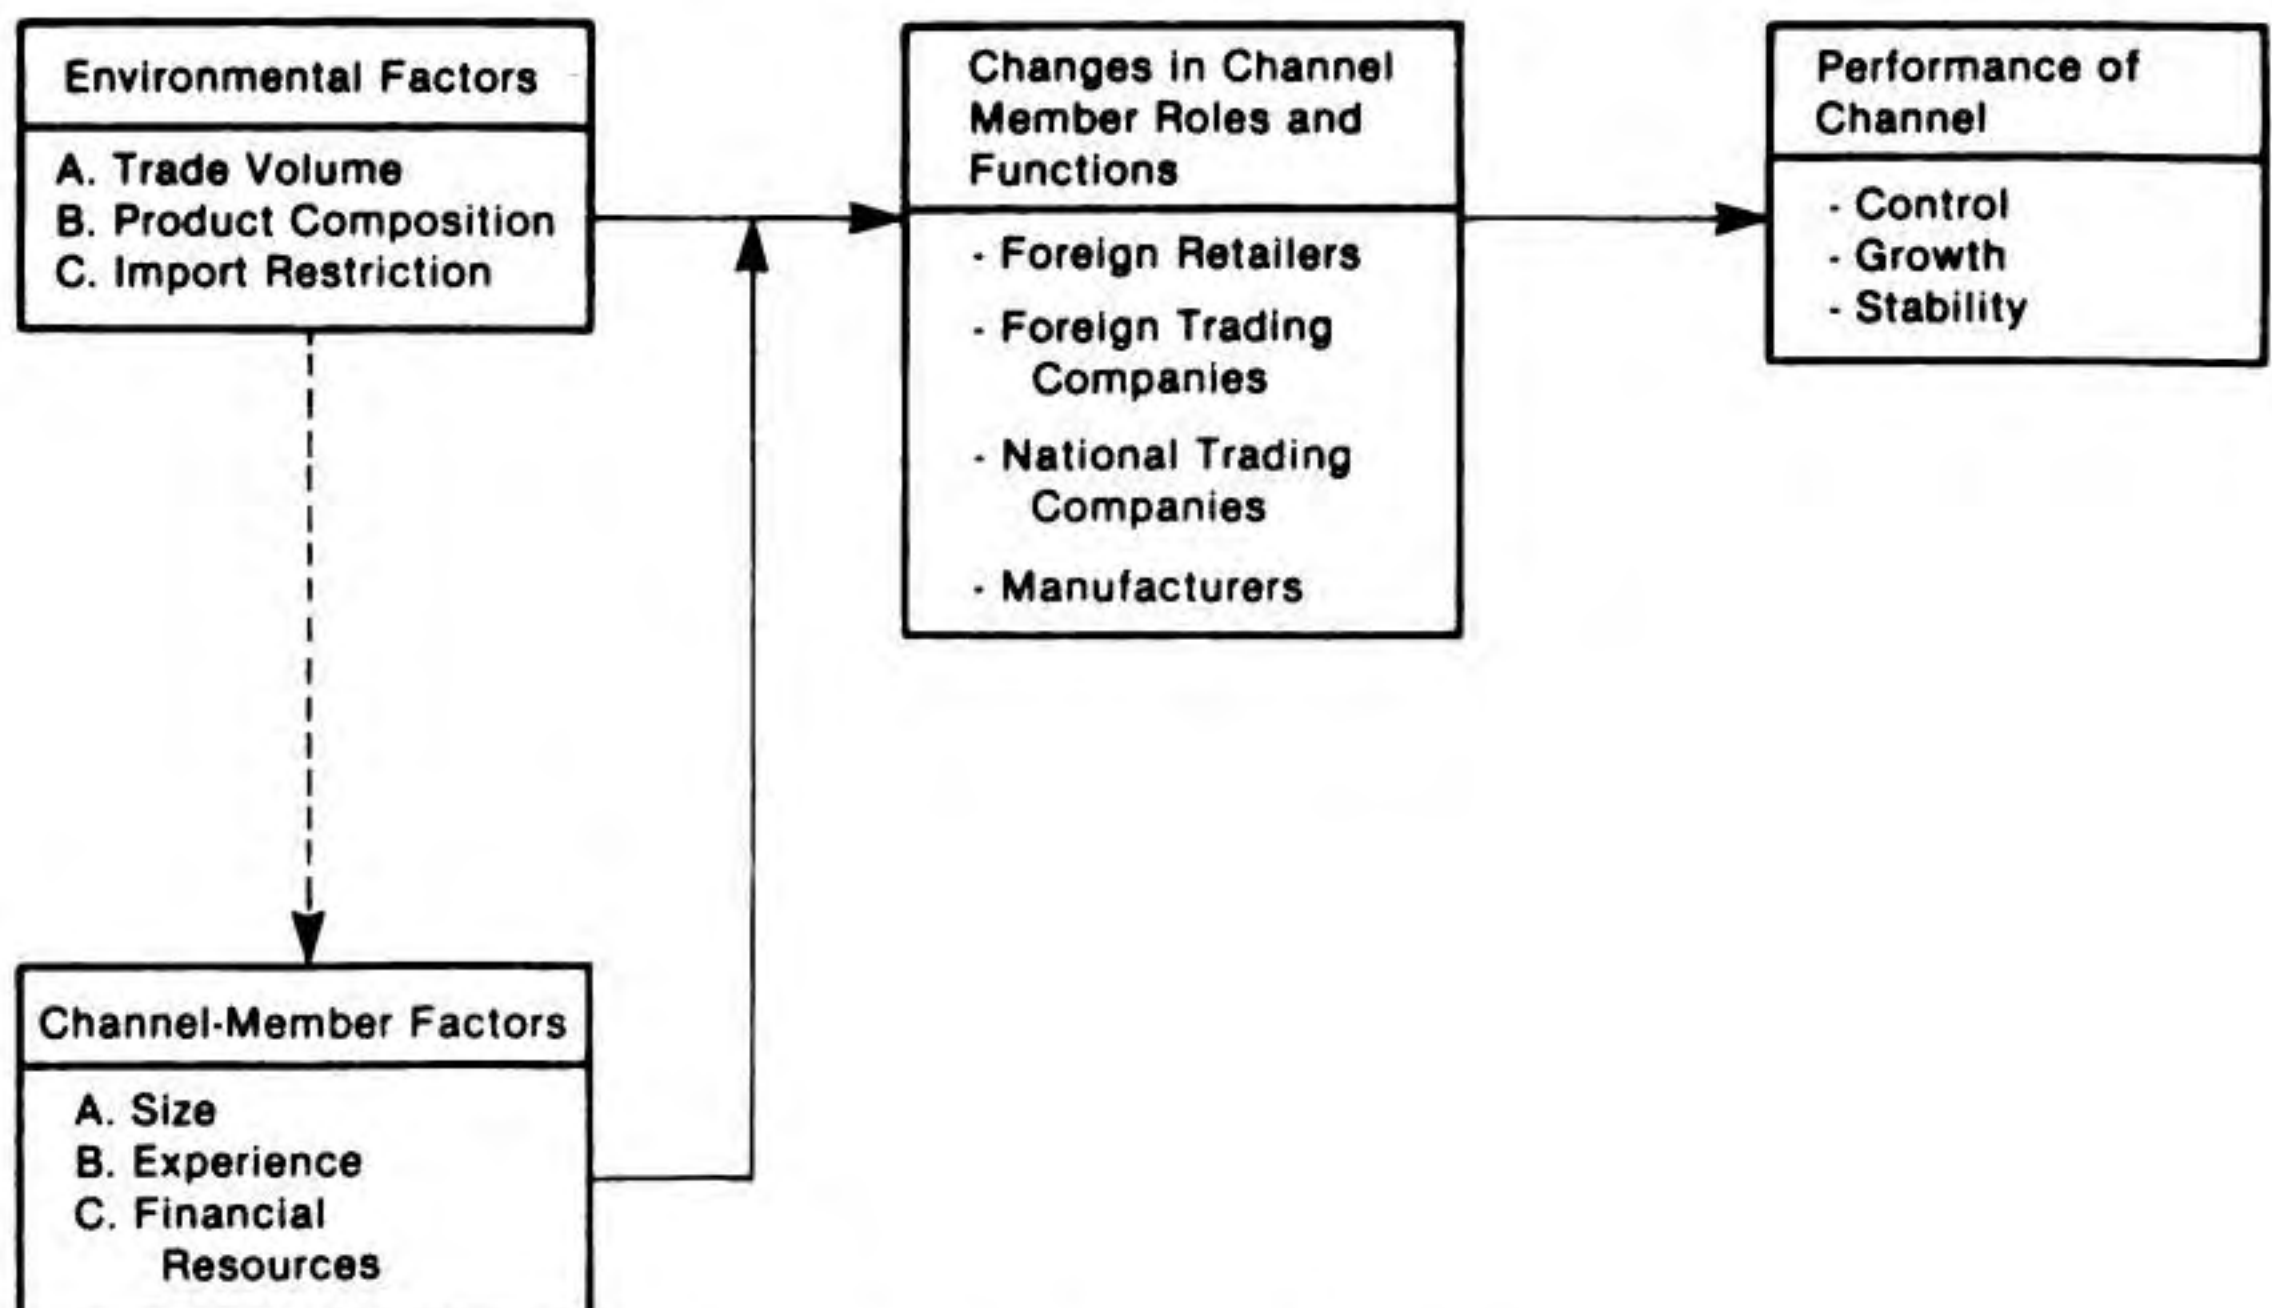 Environmental Factors
A. Trade Volume
B. Product Composition
C. Import Restriction
Changes in Channel
Member Roles and
Functions
- Foreign Retailers
- Foreign Trading
Companies
- National Trading
Companies
- Manufacturers
Performance of
Channel
- Control
- Growth
- Stability
Channel-Member Factors
A. Size
B. Experience
C. Financial
Resources